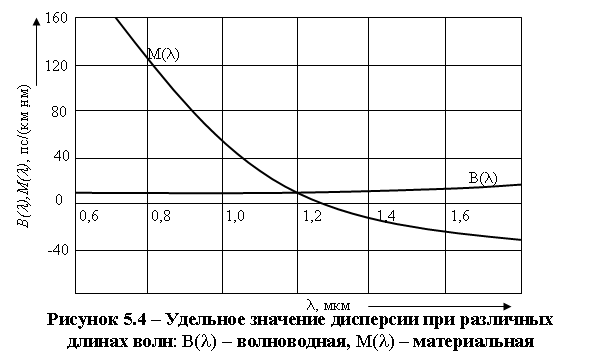 160
M(λ)
120
80
40
B(λ)
0
0,6 0,8 1,0 1,2 1,4 1,6
-40
B(λ),M(λ), пс/(км нм)
λ, мкм
Рисунок 5.4 – Удельное значение дисперсии при различных
длинах волн: B(λ) – волноводная, M(λ) – материальная